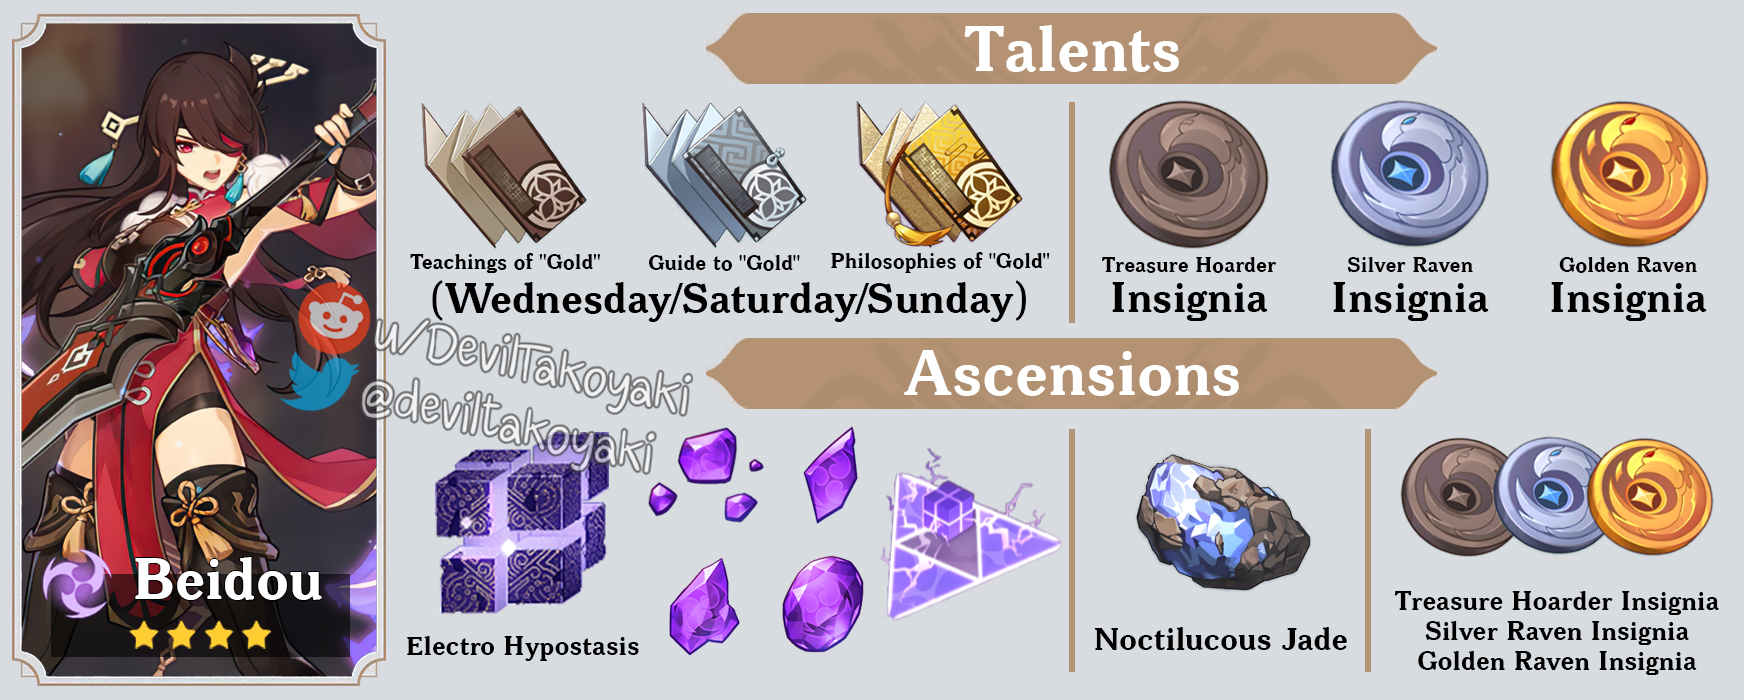 Talents
Teachings of "Gold"
Guide to "Gold"
Philosophies of "Gold"
(Wednesday/Saturday/Sunday)
Treasure Hoarder
Insignia
Silver Raven
Insignia
Golden Raven
Insignia
u/DevilTakoyaki
@deviltakoyaki
Beidou
Ascensions
Electro Hypostasis
Noctilucous Jade
Treasure Hoarder Insignia
Silver Raven Insignia
Golden Raven Insignia